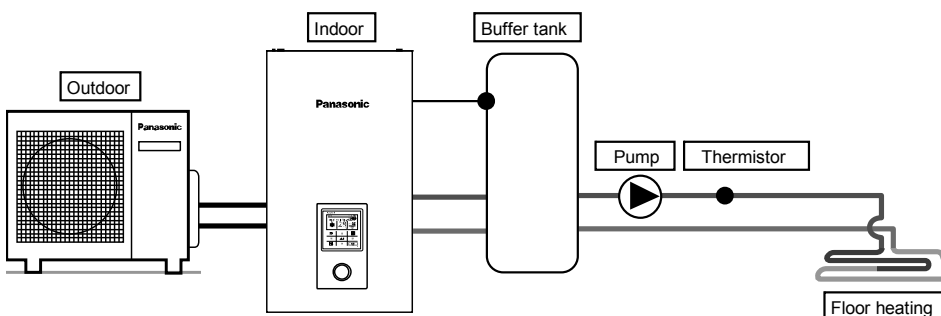 Indoor
Buffer tank
Outdoor
Panasonic
Panasonic
Pump
Thermistor
Floor heating